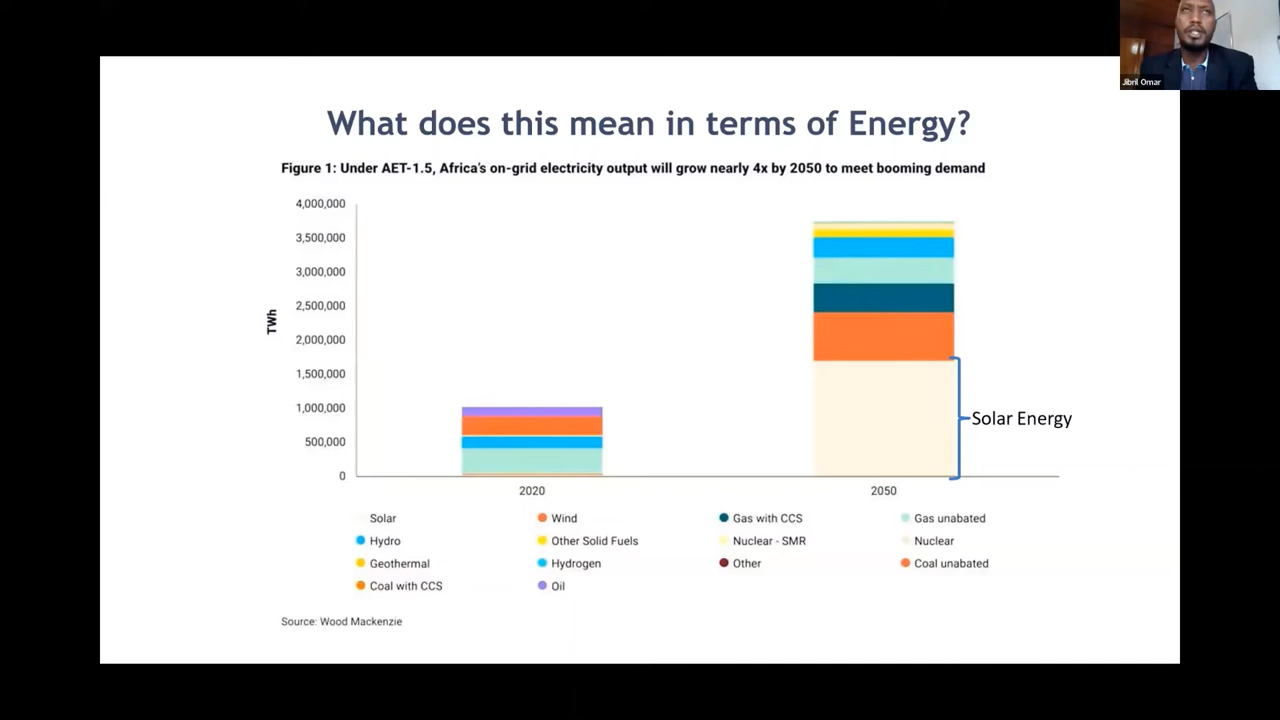 Jibril Omar
What does this mean in terms of Energy?
Figure 1: Under AET-1.5, Africa's on-grid electricity output will grow nearly 4x by 2050 to meet booming demand
4,000,000
3,500,000
3,000,000
2,500,000
2,000,000
1,500,000
1,000,000
500,000
0
TWh
Solar Energy
2020 2050
Solar Wind Gas with CCS Gas unabated
Hydro Other Solid Fuels Nuclear - SMR Nuclear
Geothermal Hydrogen Other Coal unabated
Coal with CCS Oil
Source: Wood Mackenzie